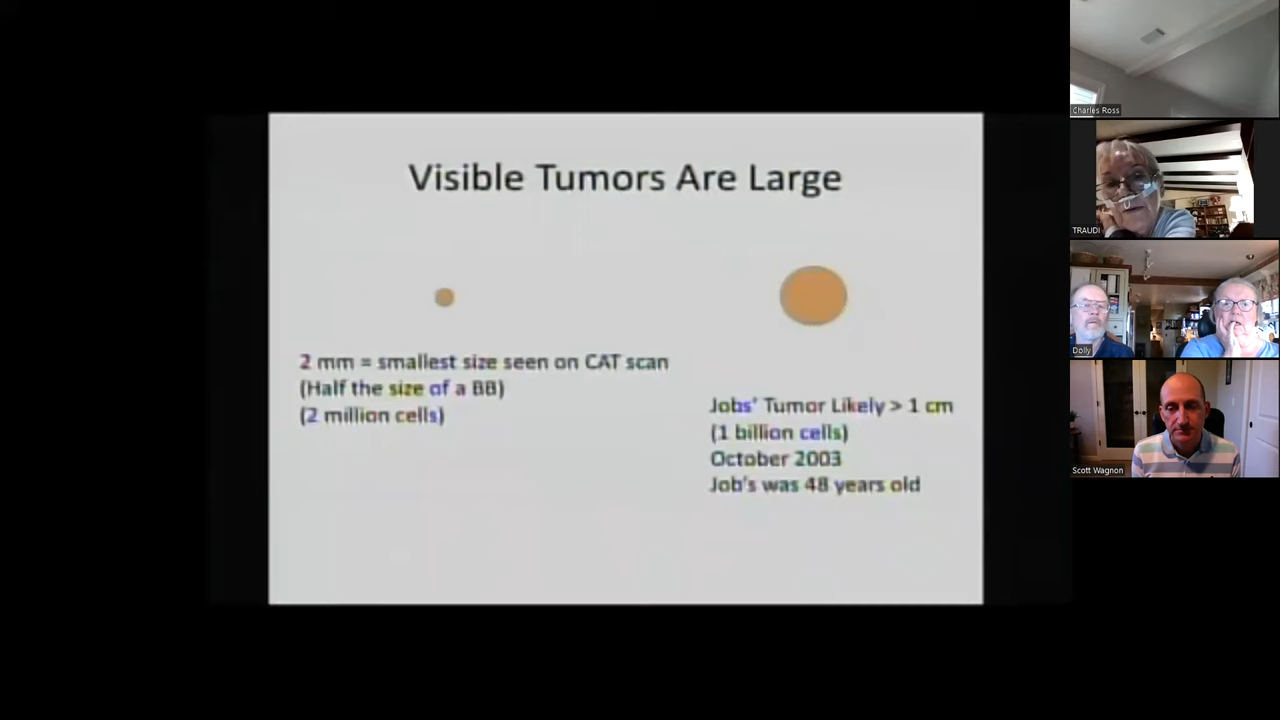 Visible Tumors Are Large
2 mm = smallest size seen on CAT scan
(Half the size of a BB)
(2 million cells)
Jobs' Tumor Likely > 1 cm
(1 billion cells)
October 2003
Job's was 48 years old
Charles Ross
TRAUDI
Dolly
Scott Wagnon